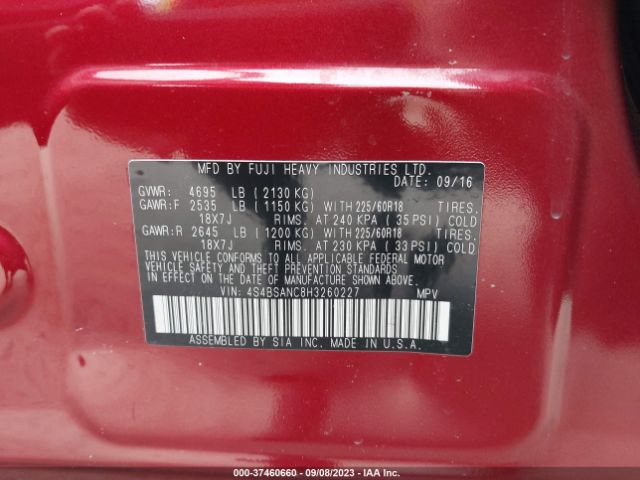 MFD BY FUJI HEAVY INDUSTRIES LTD.
DATE: 09/16
GVWR: 4695 LB (2130 KG)
GAWR:F 2535 LB (1150 KG) WITH 225/60R18 TIRES.
18X7J RIMS. AT 240 KPA (35 PSI) COLD
GAWR:R 2645 LB (1200 KG) WITH 225/60R18 TIRES.
18X7J RIMS. AT 230 KPA (33 PSI) COLD
THIS VEHICLE CONFORMS TO ALL APPLICABLE FEDERAL MOTOR
VEHICLE SAFETY AND THEFT PREVENTION STANDARDS
IN EFFECT ON THE DATE OF MANUFACTURE SHOWN ABOVE.
VIN: 4S4BSANC8H3260227 MPV
ASSEMBLED BY SIA INC. MADE IN U.S.A.
000-37460660 - 09/08/2023 - IAA Inc.